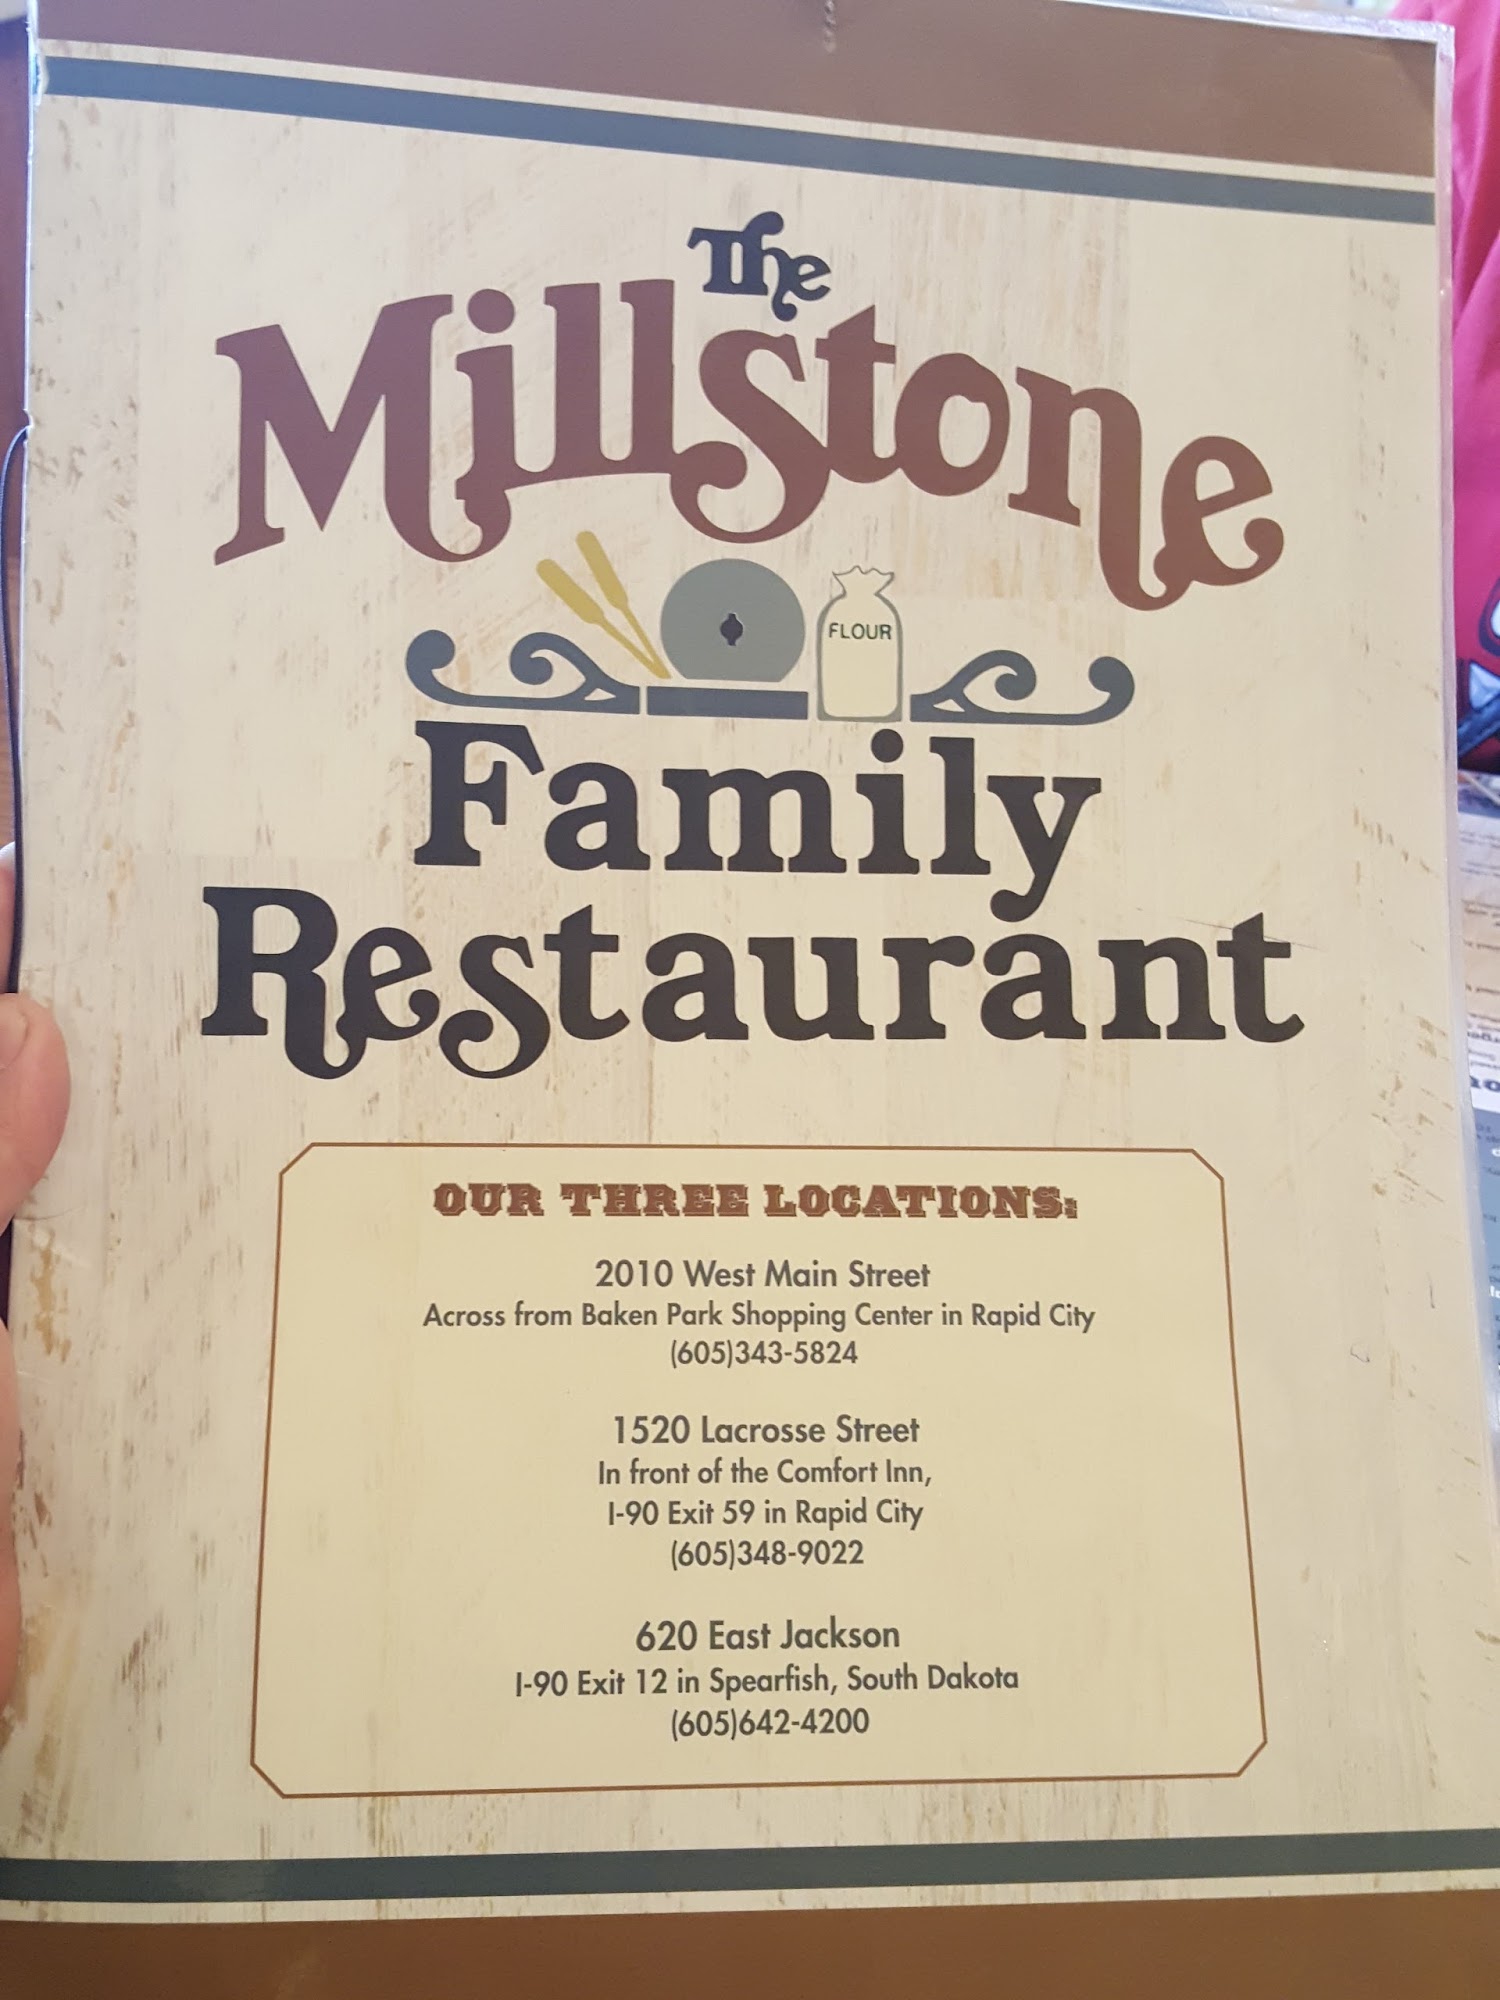 The
Millstone
FLOUR
Family
Restaurant
OUR THREE LOCATIONS:
2010 West Main Street
Across from Baken Park Shopping Center in Rapid City
(605)343-5824
1520 Lacrosse Street
In front of the Comfort Inn,
I-90 Exit 59 in Rapid City
(605)348-9022
620 East Jackson
I-90 Exit 12 in Spearfish, South Dakota
(605)642-4200